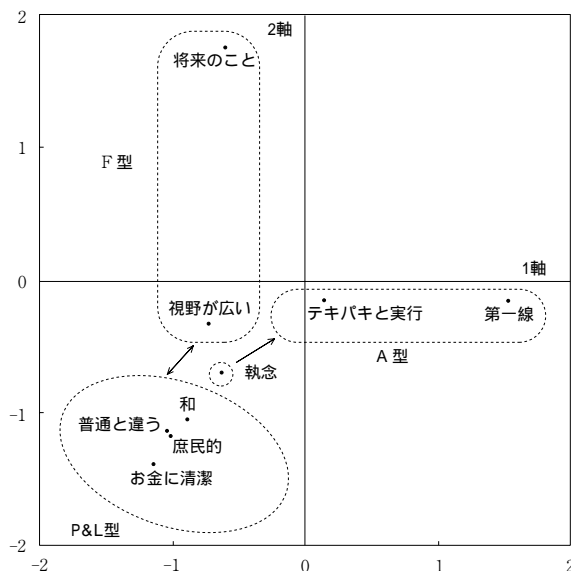 2
2軸
将来のこと
1
F型
1軸
0
視野が広い
テキパキと実行
第一線
A型
執念
和
-1
普通と違う
庶民的
お金に清潔
P&L型
-2
-2
-1
0
1
2